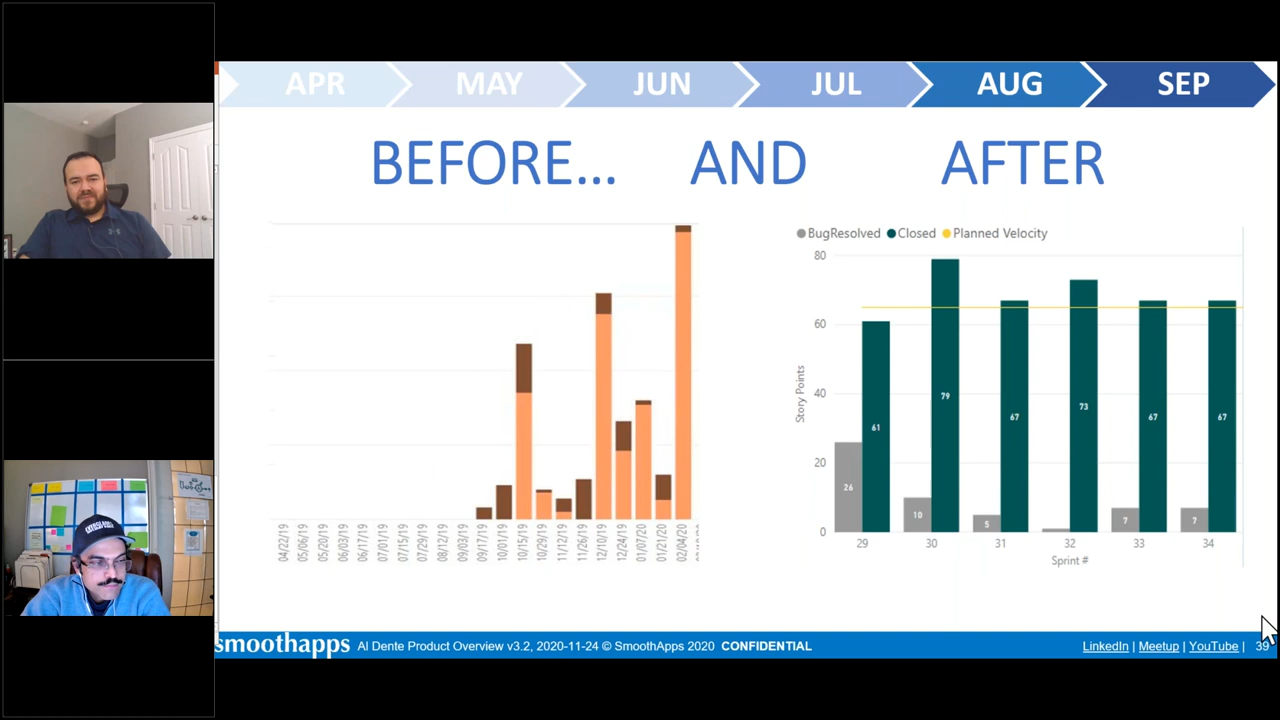 APR MAY JUN JUL AUG SEP
BEFORE... AND AFTER
BugResolved Closed Planned Velocity
80
60
40
20
0
Story Points
61
79
67
73
67
67
26
10
5
7
7
29 30 31 32 33 34
Sprint #
04/22/19 05/06/19 05/20/19 06/03/19 06/17/19 07/01/19 07/15/19 07/29/19 08/12/19 09/03/19 09/17/19 10/01/19 10/15/19 10/29/19 11/12/19 11/26/19 12/10/19 12/24/19 01/07/20 01/21/20 02/04/20
smoothapps Al Dente Product Overview v3.2, 2020-11-24 © SmoothApps 2020 CONFIDENTIAL LinkedIn | Meetup | YouTube | 39